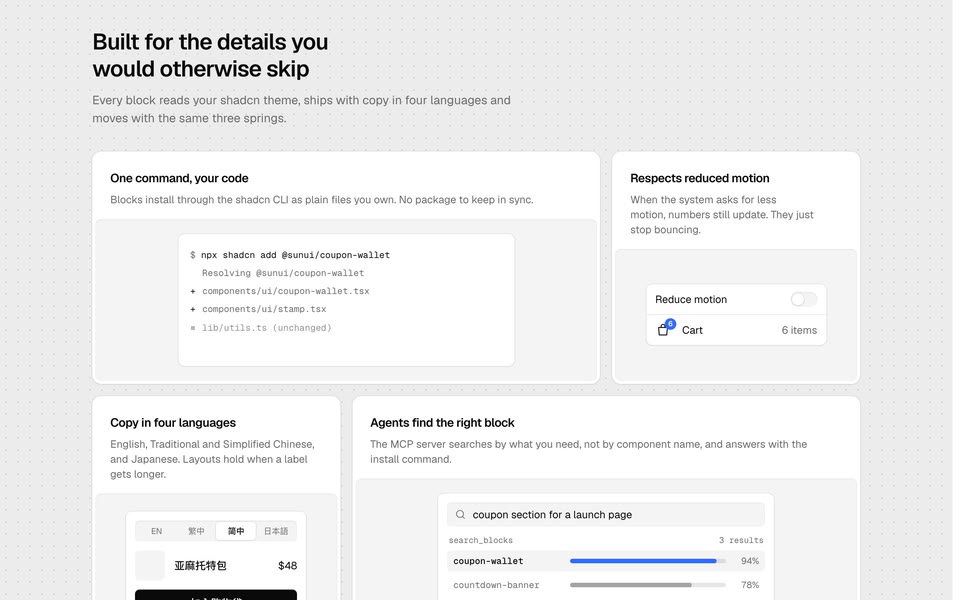 Built for the details you
would otherwise skip
Every block reads your shadcn theme, ships with copy in four languages and
moves with the same three springs.
One command, your code
Blocks install through the shadcn CLI as plain files you own. No package to keep in sync.
$ npx shadcn add @sunui/coupon-wallet
Resolving @sunui/coupon-wallet
+ components/ui/coupon-wallet.tsx
+ components/ui/stamp.tsx
= lib/utils.ts (unchanged)
Respects reduced motion
When the system asks for less
motion, numbers still update. They just
stop bouncing.
Reduce motion
6
Cart 6 items
Copy in four languages
English, Traditional and Simplified Chinese,
and Japanese. Layouts hold when a label
gets longer.
EN 繁中 简中 日本語
亚麻托特包 $48
Agents find the right block
The MCP server searches by what you need, not by component name, and answers with the
install command.
coupon section for a launch page
search_blocks 3 results
coupon-wallet 94%
countdown-banner 78%